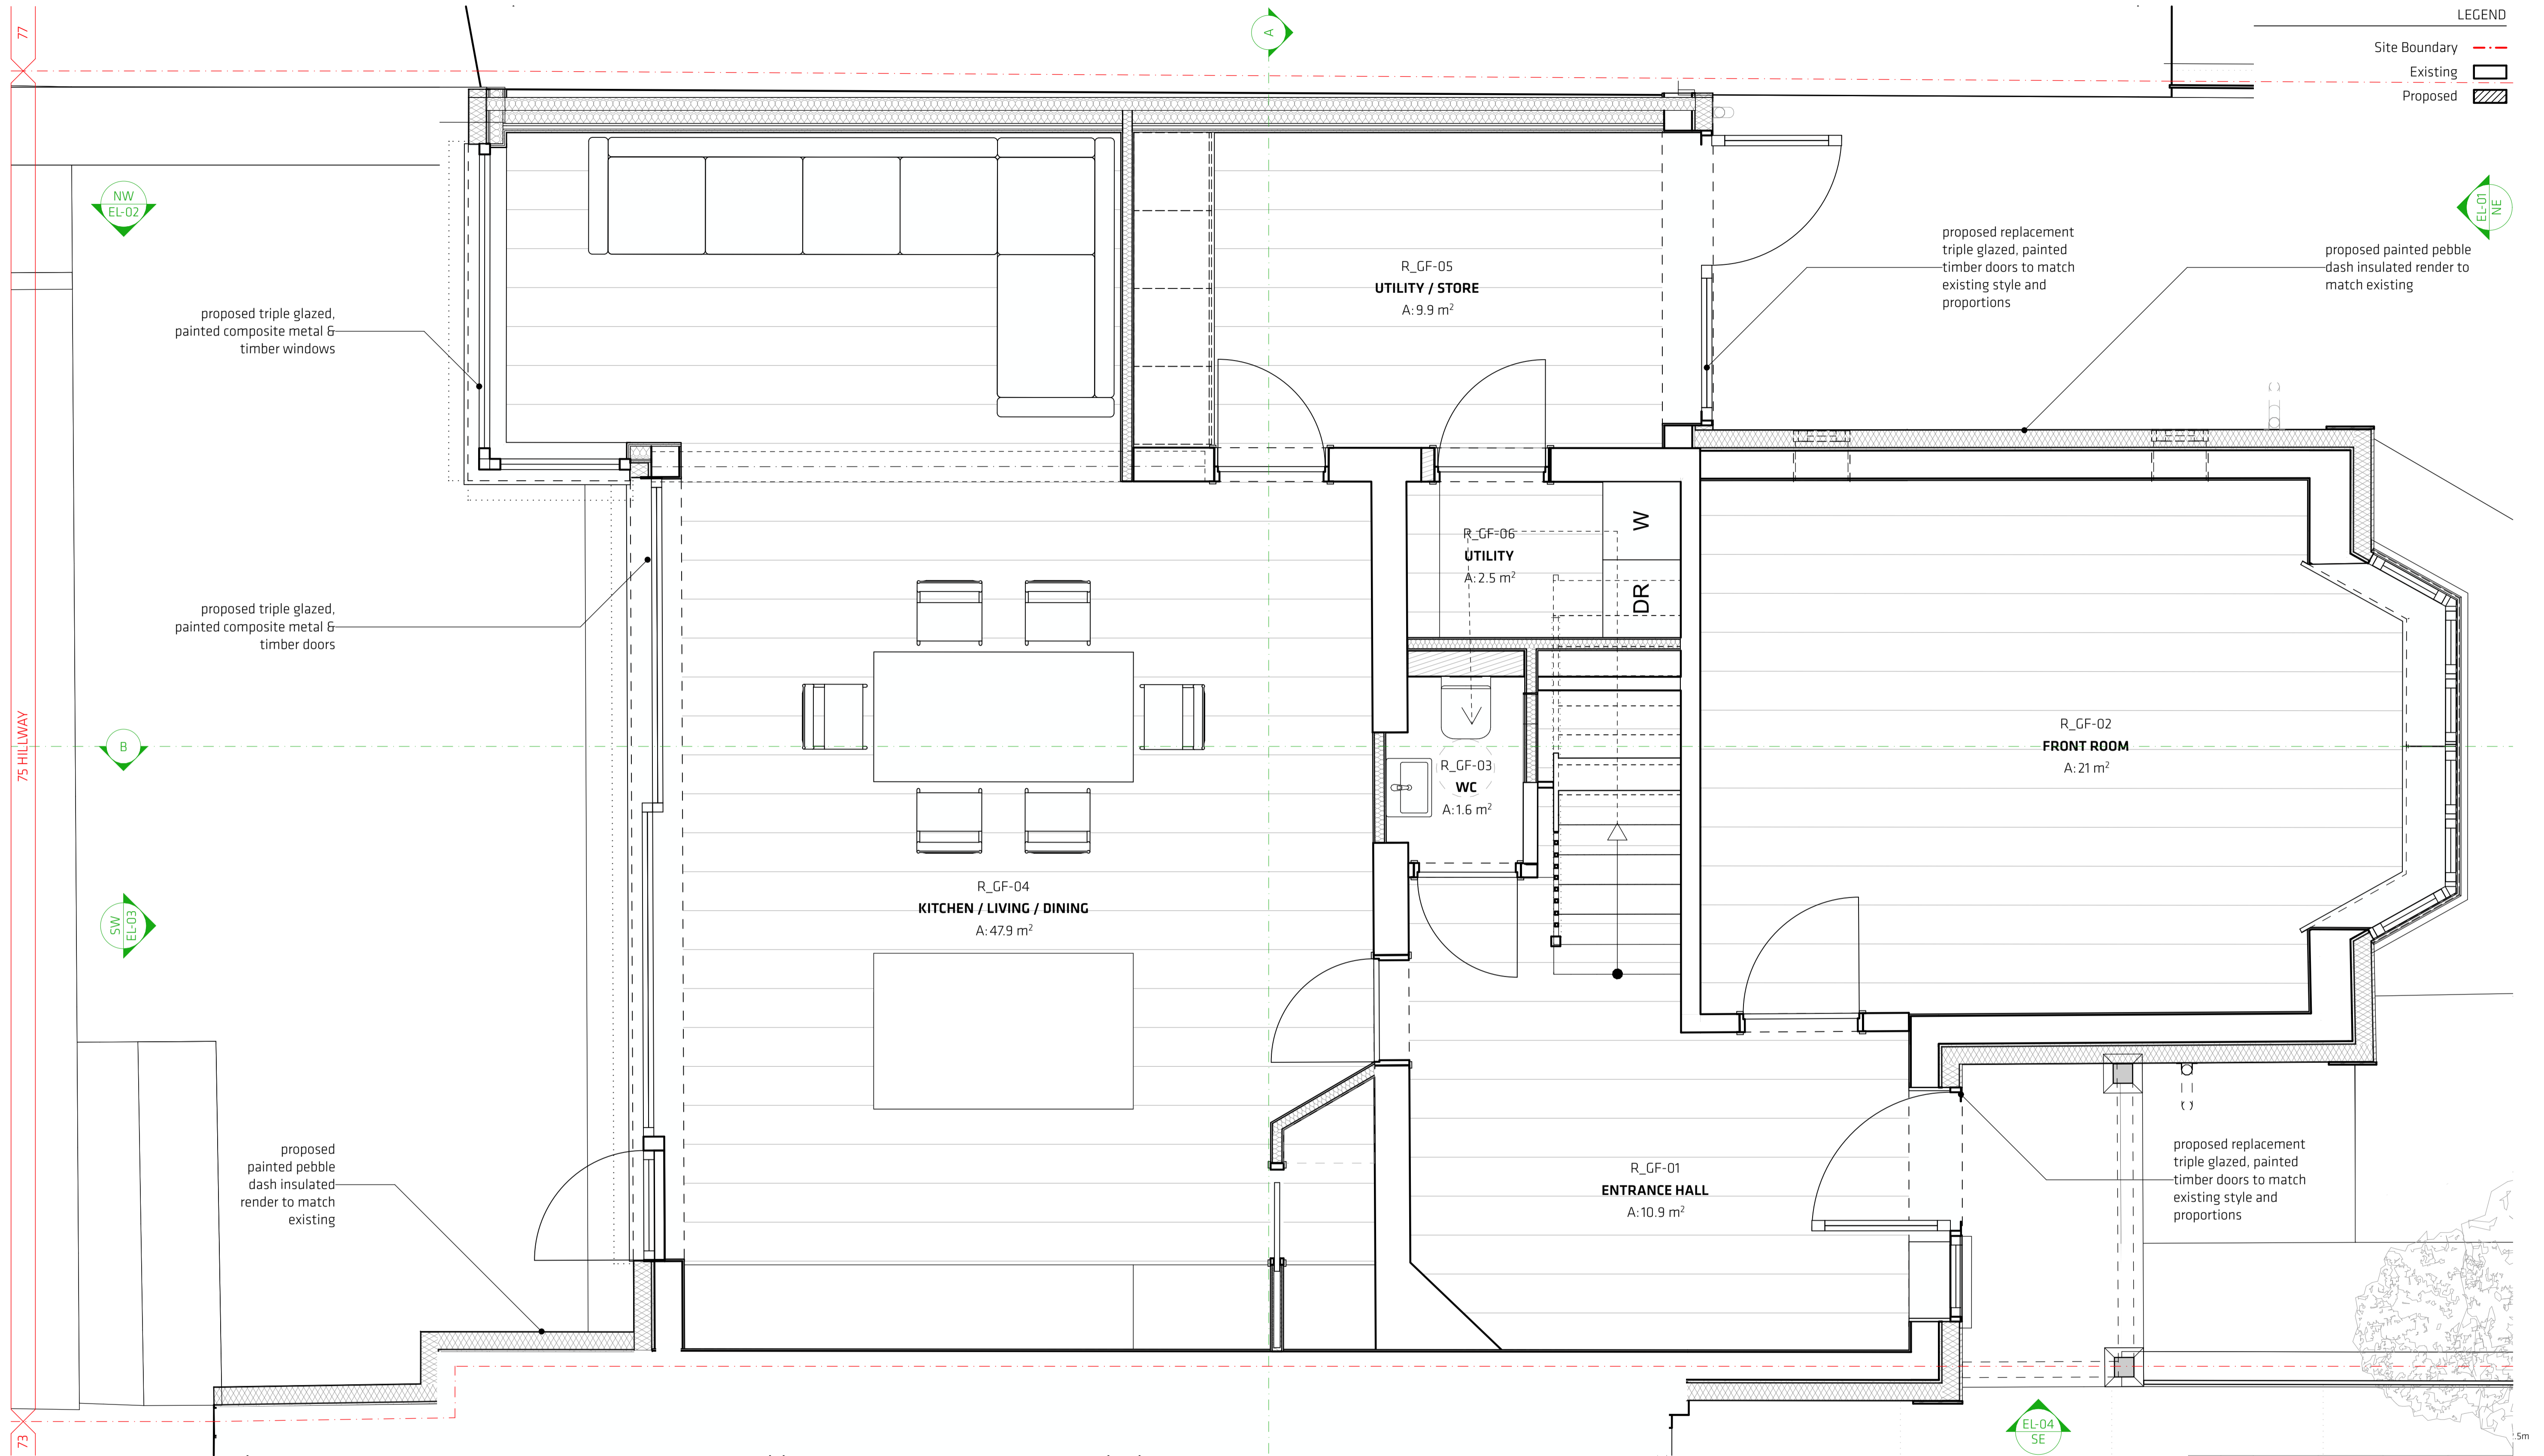 LEGEND
Site Boundary
Existing
Proposed
77
A
NW
EL-02
EL-01
NE
proposed replacement
triple glazed, painted
timber doors to match
existing style and
proportions
proposed painted pebble
dash insulated render to
match existing
R_GF-05
UTILITY / STORE
A: 9.9 m²
proposed triple glazed,
painted composite metal &
timber windows
R_GF-06
UTILITY
A: 2.5 m²
W
DR
proposed triple glazed,
painted composite metal &
timber doors
75 HILLWAY
B
R_GF-02
FRONT ROOM
A: 21 m²
R_GF-03
WC
A: 1.6 m²
R_GF-04
KITCHEN / LIVING / DINING
A: 47.9 m²
SW
EL-03
proposed
painted pebble
dash insulated
render to match
existing
R_GF-01
ENTRANCE HALL
A: 10.9 m²
proposed replacement
triple glazed, painted
timber doors to match
existing style and
proportions
73
EL-04
SE
.5m